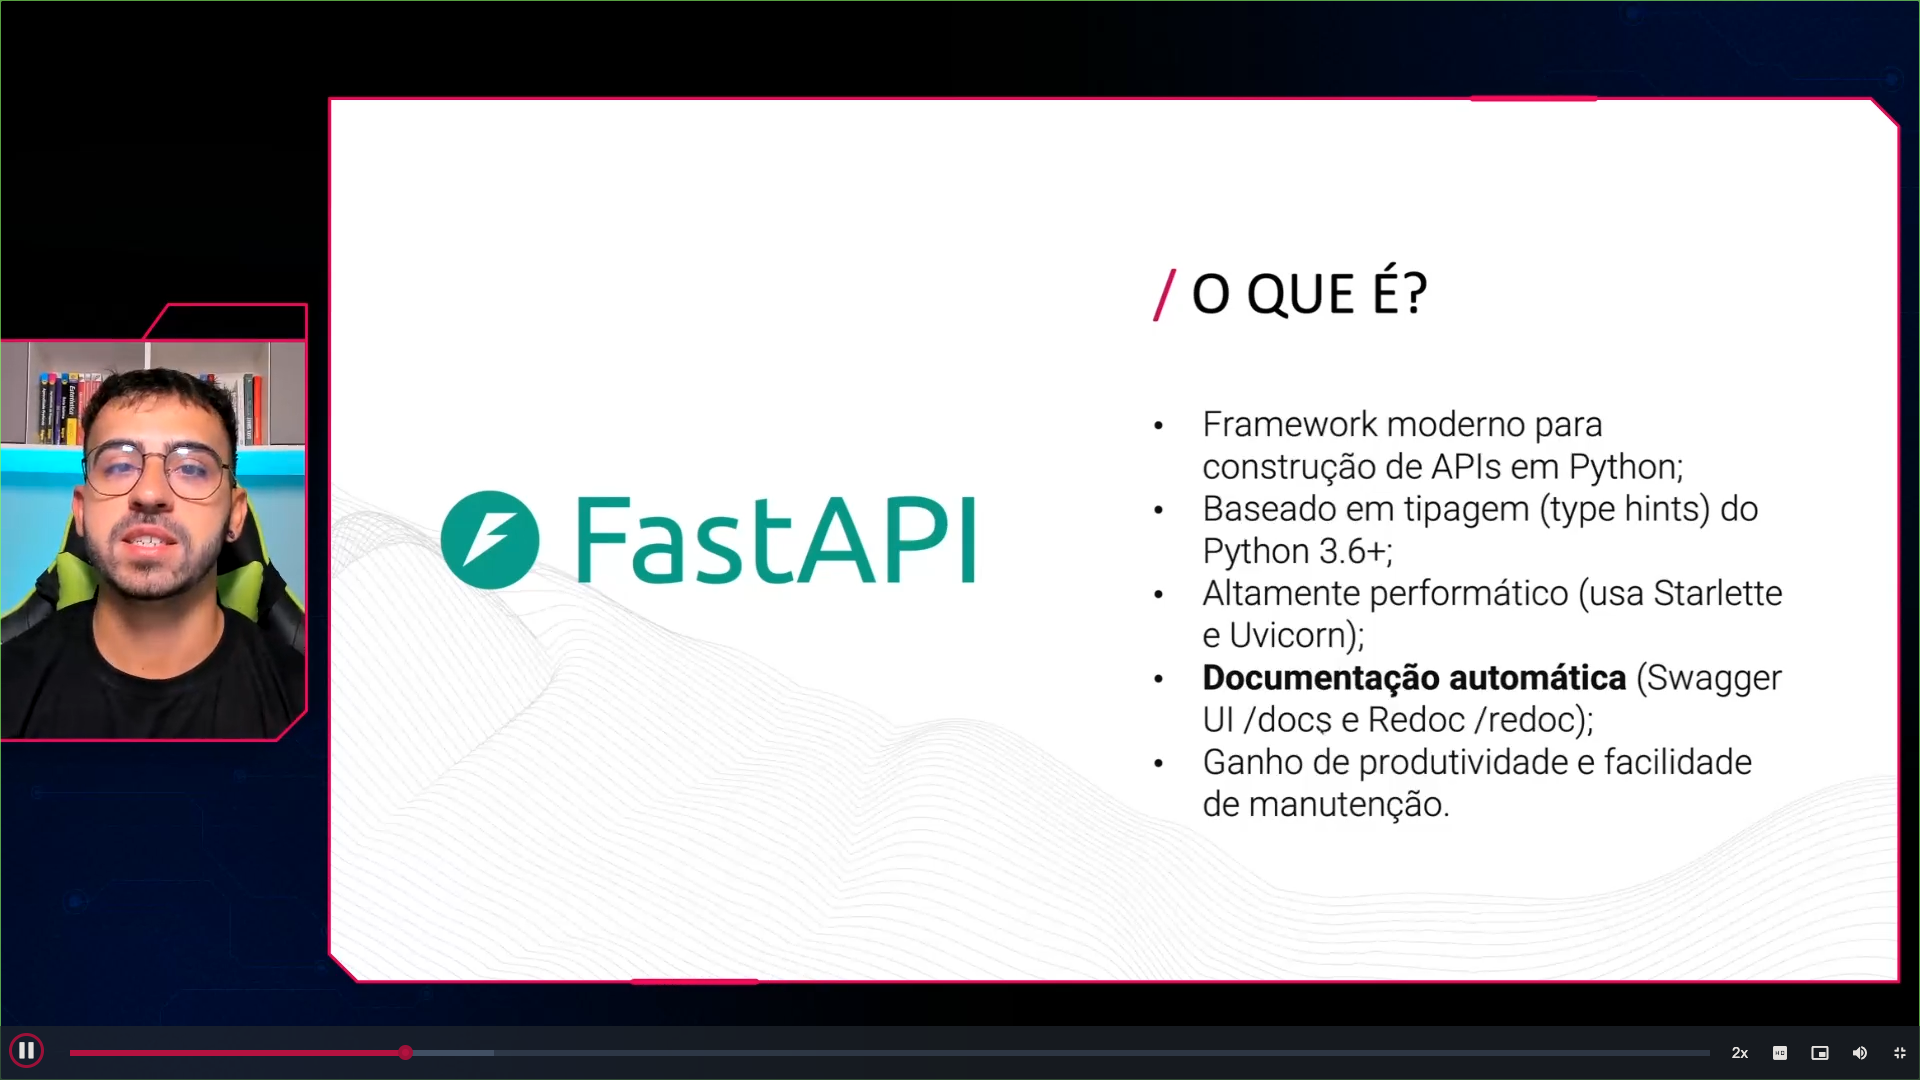 / O QUE É?
FastAPI
• Framework moderno para
construção de APIs em Python;
• Baseado em tipagem (type hints) do
Python 3.6+;
• Altamente performático (usa Starlette
e Uvicorn);
• Documentação automática (Swagger
UI /docs e Redoc /redoc);
• Ganho de produtividade e facilidade
de manutenção.
2x